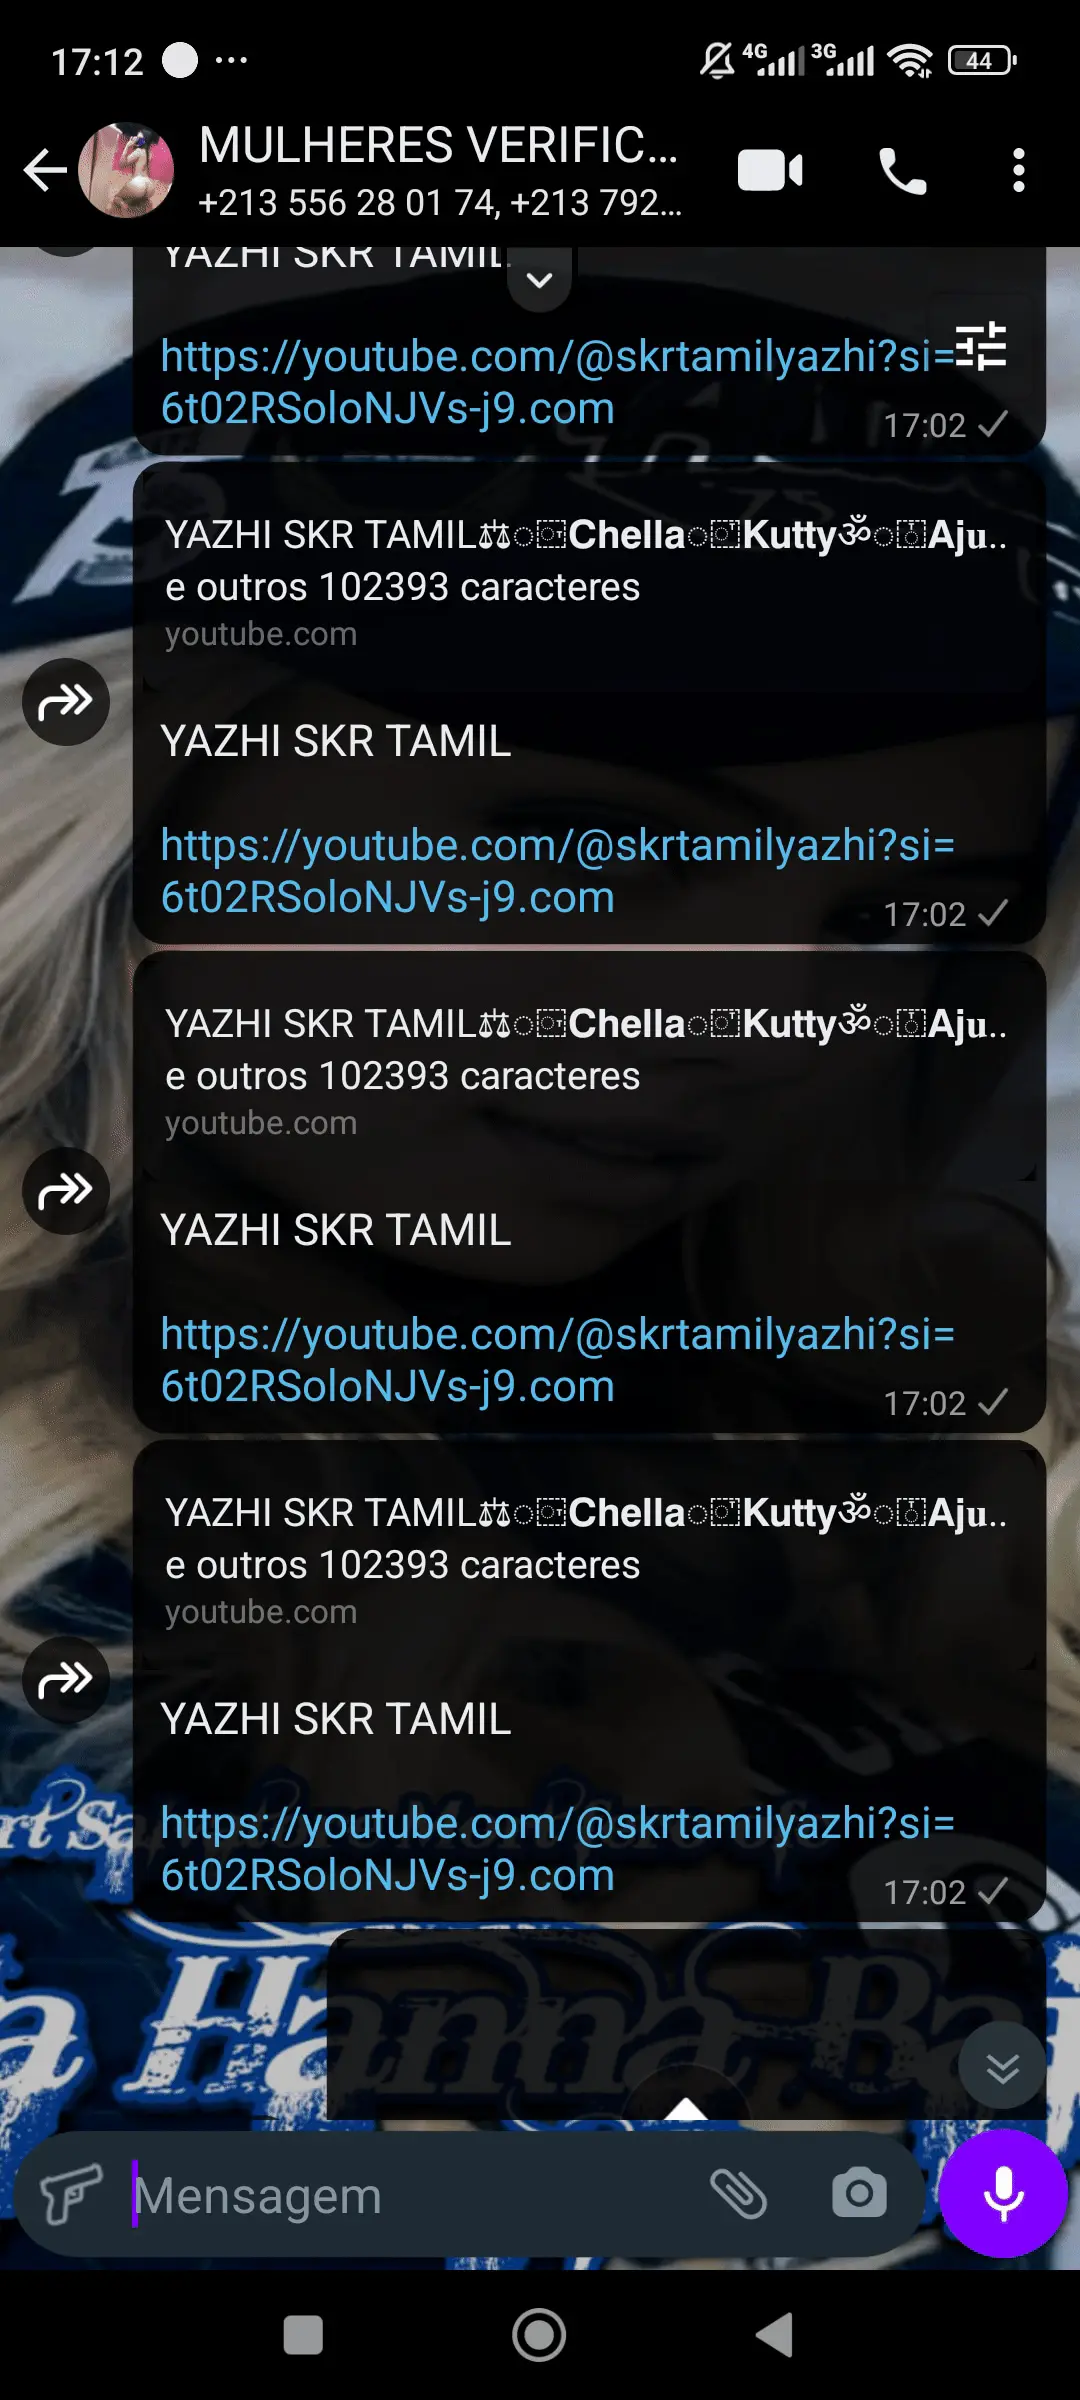 17:12
4G 3G 44
MULHERES VERIFIC...
+213 556 28 01 74, +213 792...
YAZHI SKR TAMIL
https://youtube.com/@skrtamilyazhi?si=
6t02RSoloNJVs-j9.com
17:02
YAZHI SKR TAMIL⚖️Chella Kuttyॐ Aju..
e outros 102393 caracteres
youtube.com
YAZHI SKR TAMIL
https://youtube.com/@skrtamilyazhi?si=
6t02RSoloNJVs-j9.com
17:02
YAZHI SKR TAMIL⚖️Chella Kuttyॐ Aju..
e outros 102393 caracteres
youtube.com
YAZHI SKR TAMIL
https://youtube.com/@skrtamilyazhi?si=
6t02RSoloNJVs-j9.com
17:02
YAZHI SKR TAMIL⚖️Chella Kuttyॐ Aju..
e outros 102393 caracteres
youtube.com
YAZHI SKR TAMIL
https://youtube.com/@skrtamilyazhi?si=
6t02RSoloNJVs-j9.com
17:02
Hanna
Mensagem